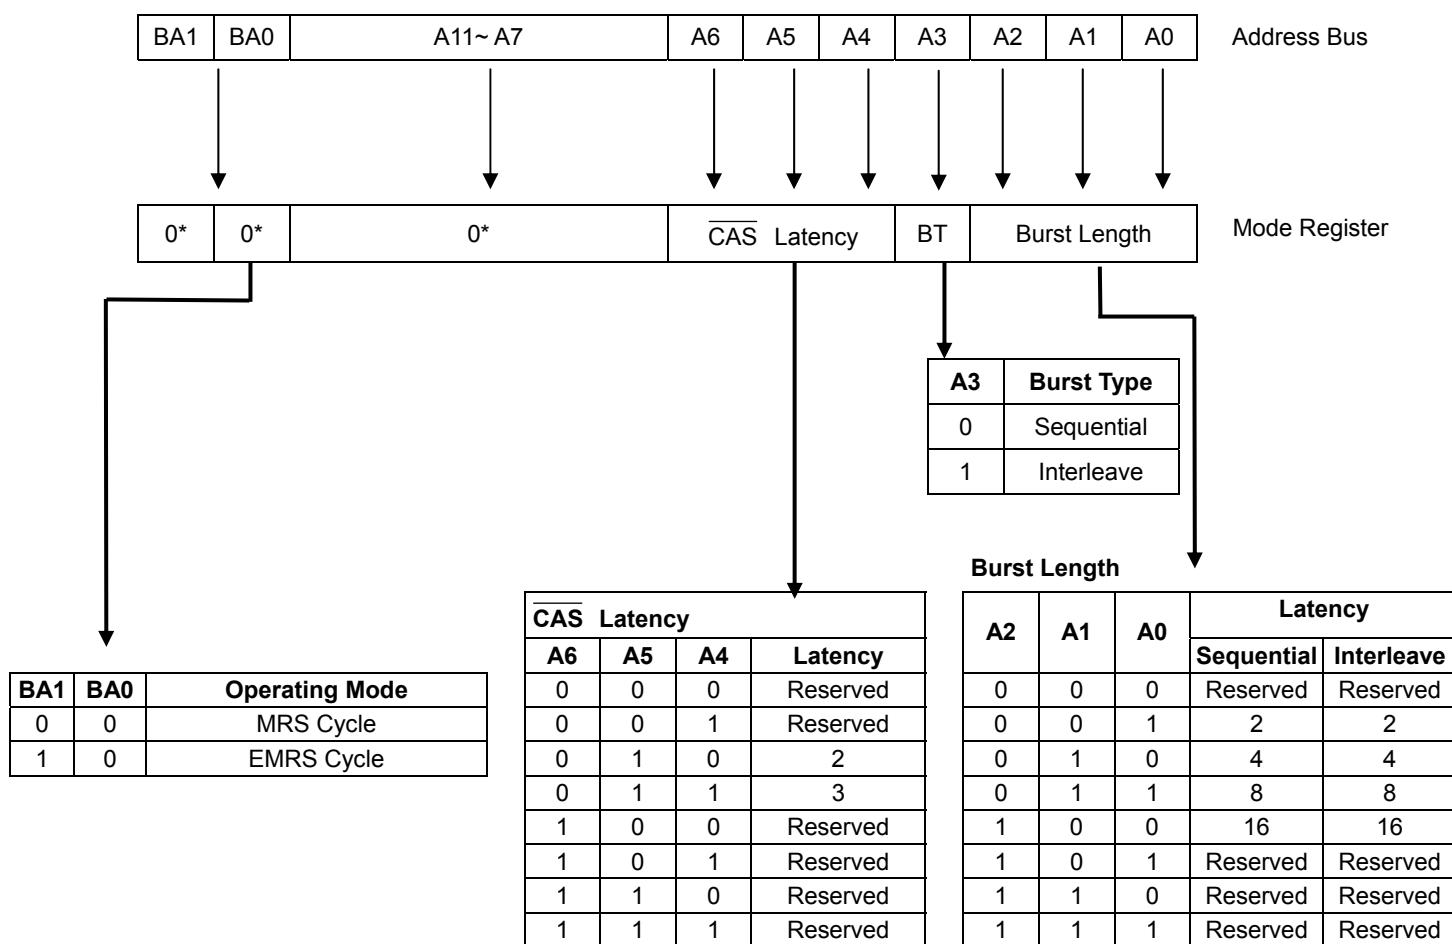 BA1 BA0 A11~ A7 A6 A5 A4 A3 A2 A1 A0 Address Bus
0* 0* 0* CAS Latency BT Burst Length Mode Register
A3 Burst Type
0 Sequential
1 Interleave
BA1 BA0 Operating Mode
0 0 MRS Cycle
1 0 EMRS Cycle
CAS Latency
A6 A5 A4 Latency
0 0 0 Reserved
0 0 1 Reserved
0 1 0 2
0 1 1 3
1 0 0 Reserved
1 0 1 Reserved
1 1 0 Reserved
1 1 1 Reserved
Burst Length
A2 A1 A0 Latency
Sequential Interleave
0 0 0 Reserved Reserved
0 0 1 2 2
0 1 0 4 4
0 1 1 8 8
1 0 0 16 16
1 0 1 Reserved Reserved
1 1 0 Reserved Reserved
1 1 1 Reserved Reserved